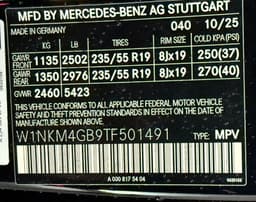 MFD BY MERCEDES-BENZ AG STUTTGART
040 10/25
KG LB TIRES RIM SIZE COLD KPA (PSI)
GAWR FRONT 1135 2502 235/55 R19 8Jx19 250(37)
GAWR REAR 1350 2976 235/55 R19 8Jx19 270(40)
GVWR 2460 5423
THIS VEHICLE CONFORMS TO ALL APPLICABLE FEDERAL MOTOR VEHICLE SAFETY AND THEFT PREVENTION STANDARDS IN EFFECT ON THE DATE OF MANUFACTURE SHOWN ABOVE
W1NKM4GB9TF501491 TYPE: MPV
A 000 817 54 04